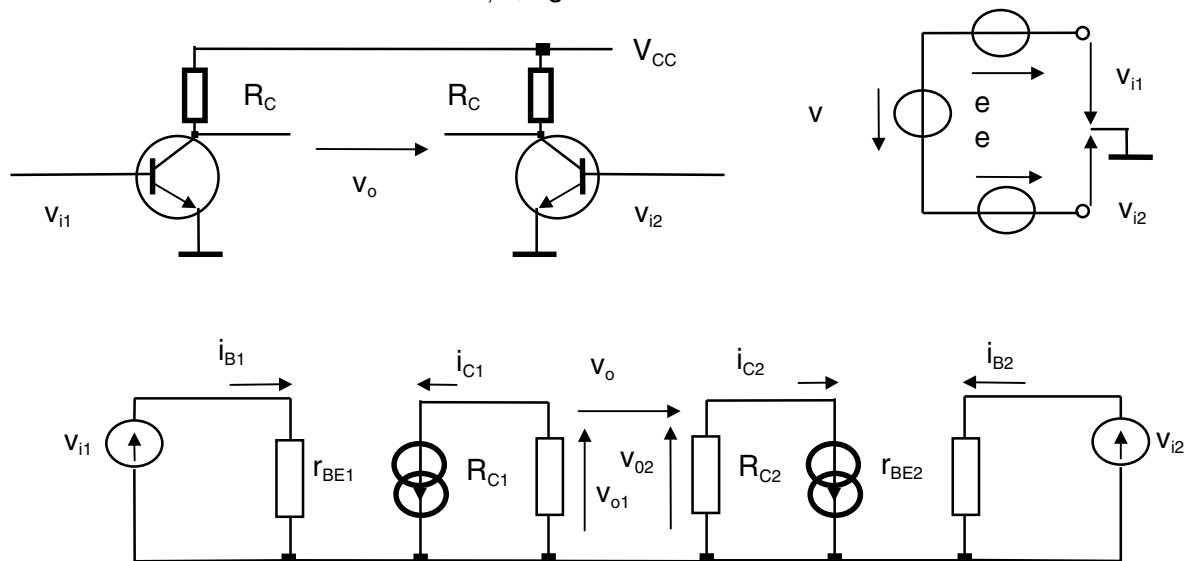 V_CC
R_C R_C
v_o
v_i1 v_i2
v e e v_i1 v_i2
i_B1 i_C1 v_o i_C2 i_B2
v_i1 r_BE1 R_C1 v_o1 v_02 R_C2 r_BE2 v_i2